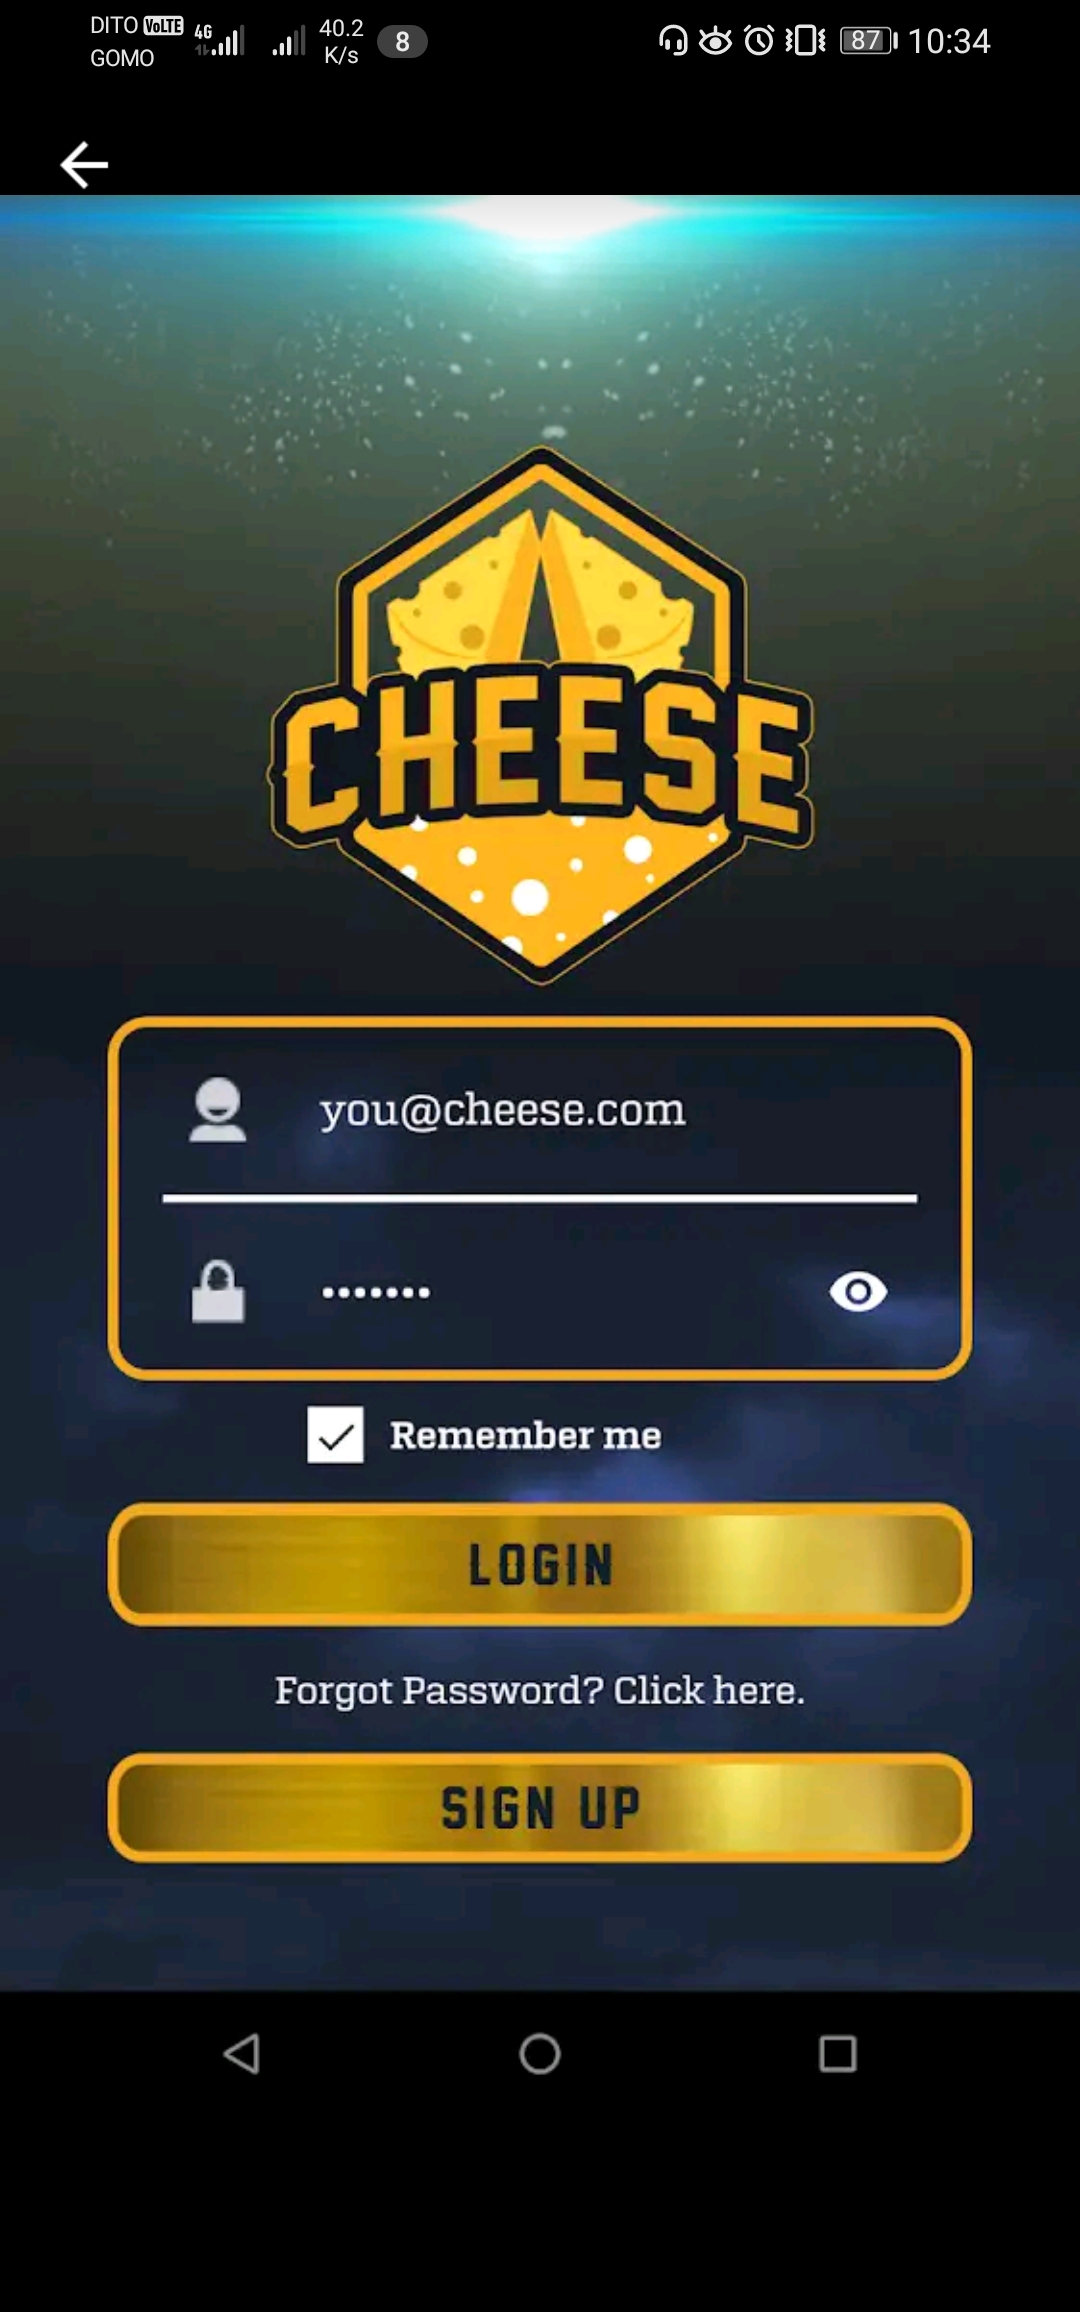 DITO VoLTE 4G 40.2 K/s 8 87 10:34
GOMO
CHEESE
you@cheese.com
•••••••
Remember me
LOGIN
Forgot Password? Click here.
SIGN UP